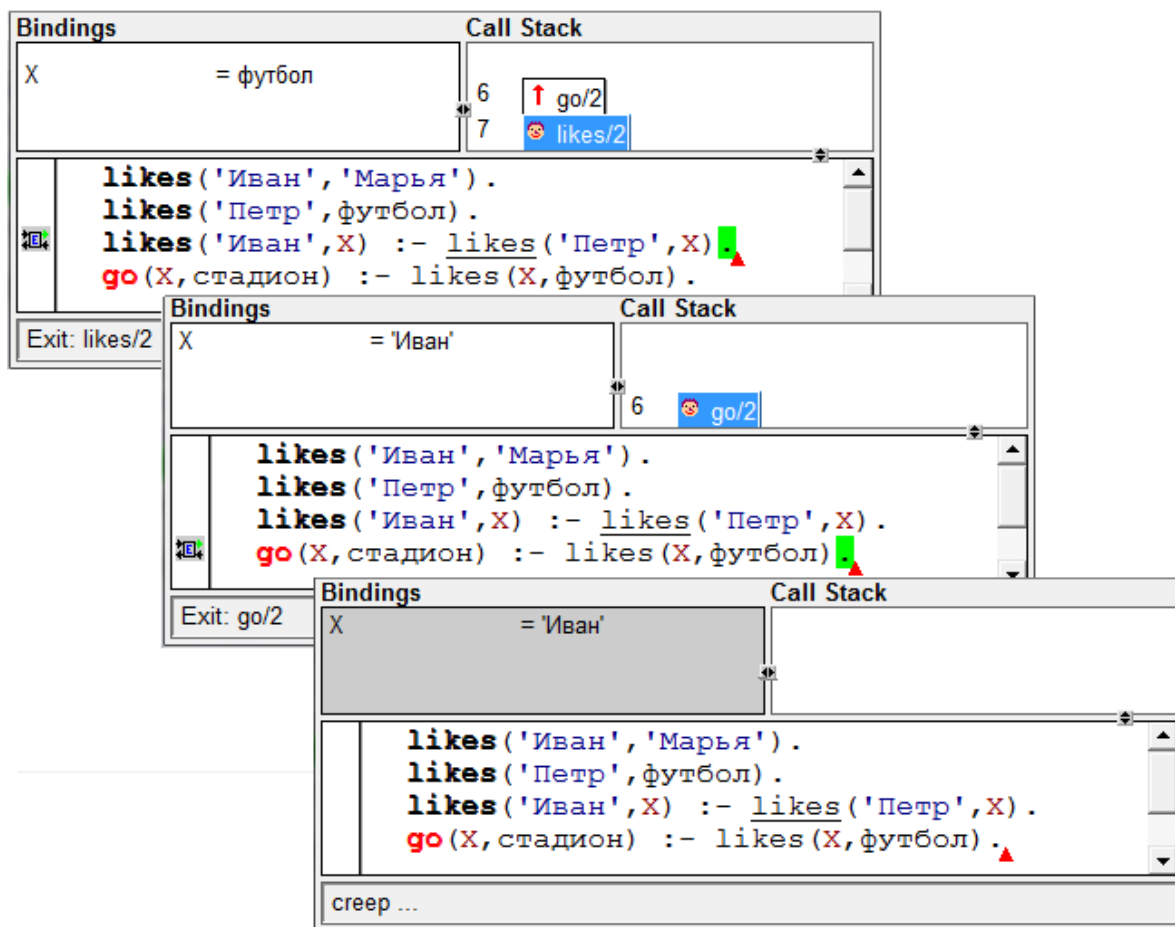 Bindings Call Stack
X = футбол
6 go/2
7 likes/2
likes('Иван','Марья').
likes('Петр',футбол).
likes('Иван',X) :- likes('Петр',X).
go(X,стадион) :- likes(X,футбол).
Exit: likes/2
Bindings Call Stack
X = 'Иван'
6 go/2
likes('Иван','Марья').
likes('Петр',футбол).
likes('Иван',X) :- likes('Петр',X).
go(X,стадион) :- likes(X,футбол).
Exit: go/2
Bindings Call Stack
X = 'Иван'
likes('Иван','Марья').
likes('Петр',футбол).
likes('Иван',X) :- likes('Петр',X).
go(X,стадион) :- likes(X,футбол).
creep ...